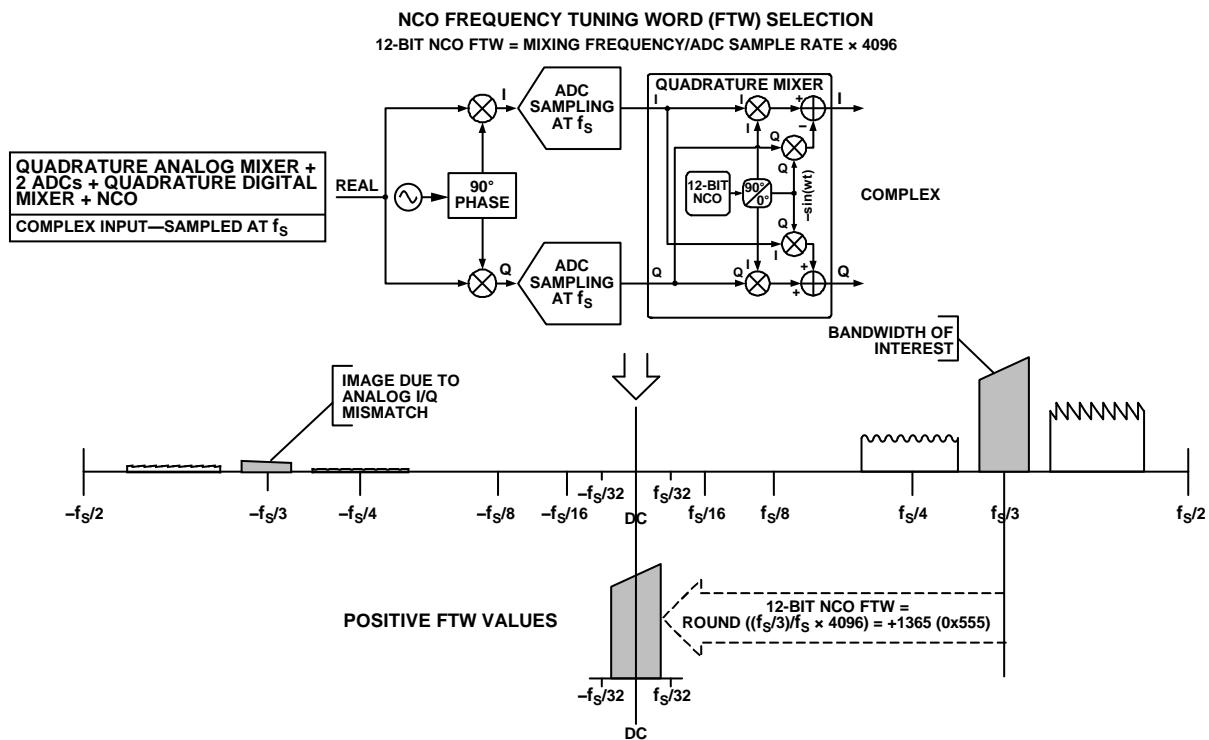 NCO FREQUENCY TUNING WORD (FTW) SELECTION
12-BIT NCO FTW = MIXING FREQUENCY/ADC SAMPLE RATE × 4096
QUADRATURE ANALOG MIXER +
2 ADCs + QUADRATURE DIGITAL
MIXER + NCO
COMPLEX INPUT—SAMPLED AT fS
REAL
90°
PHASE
I
ADC
SAMPLING
AT fS
I
Q
ADC
SAMPLING
AT fS
Q
QUADRATURE MIXER
I
I
+
I
–
Q
Q
12-BIT
NCO
90°
0°
–sin(wt)
Q
I
I
Q
+
+
Q
COMPLEX
BANDWIDTH OF
INTEREST
IMAGE DUE TO
ANALOG I/Q
MISMATCH
–fS/2
–fS/3
–fS/4
–fS/8
–fS/16
–fS/32
DC
fS/32
fS/16
fS/8
fS/4
fS/3
fS/2
POSITIVE FTW VALUES
12-BIT NCO FTW =
ROUND ((fS/3)/fS × 4096) = +1365 (0x555)
–fS/32
fS/32
DC